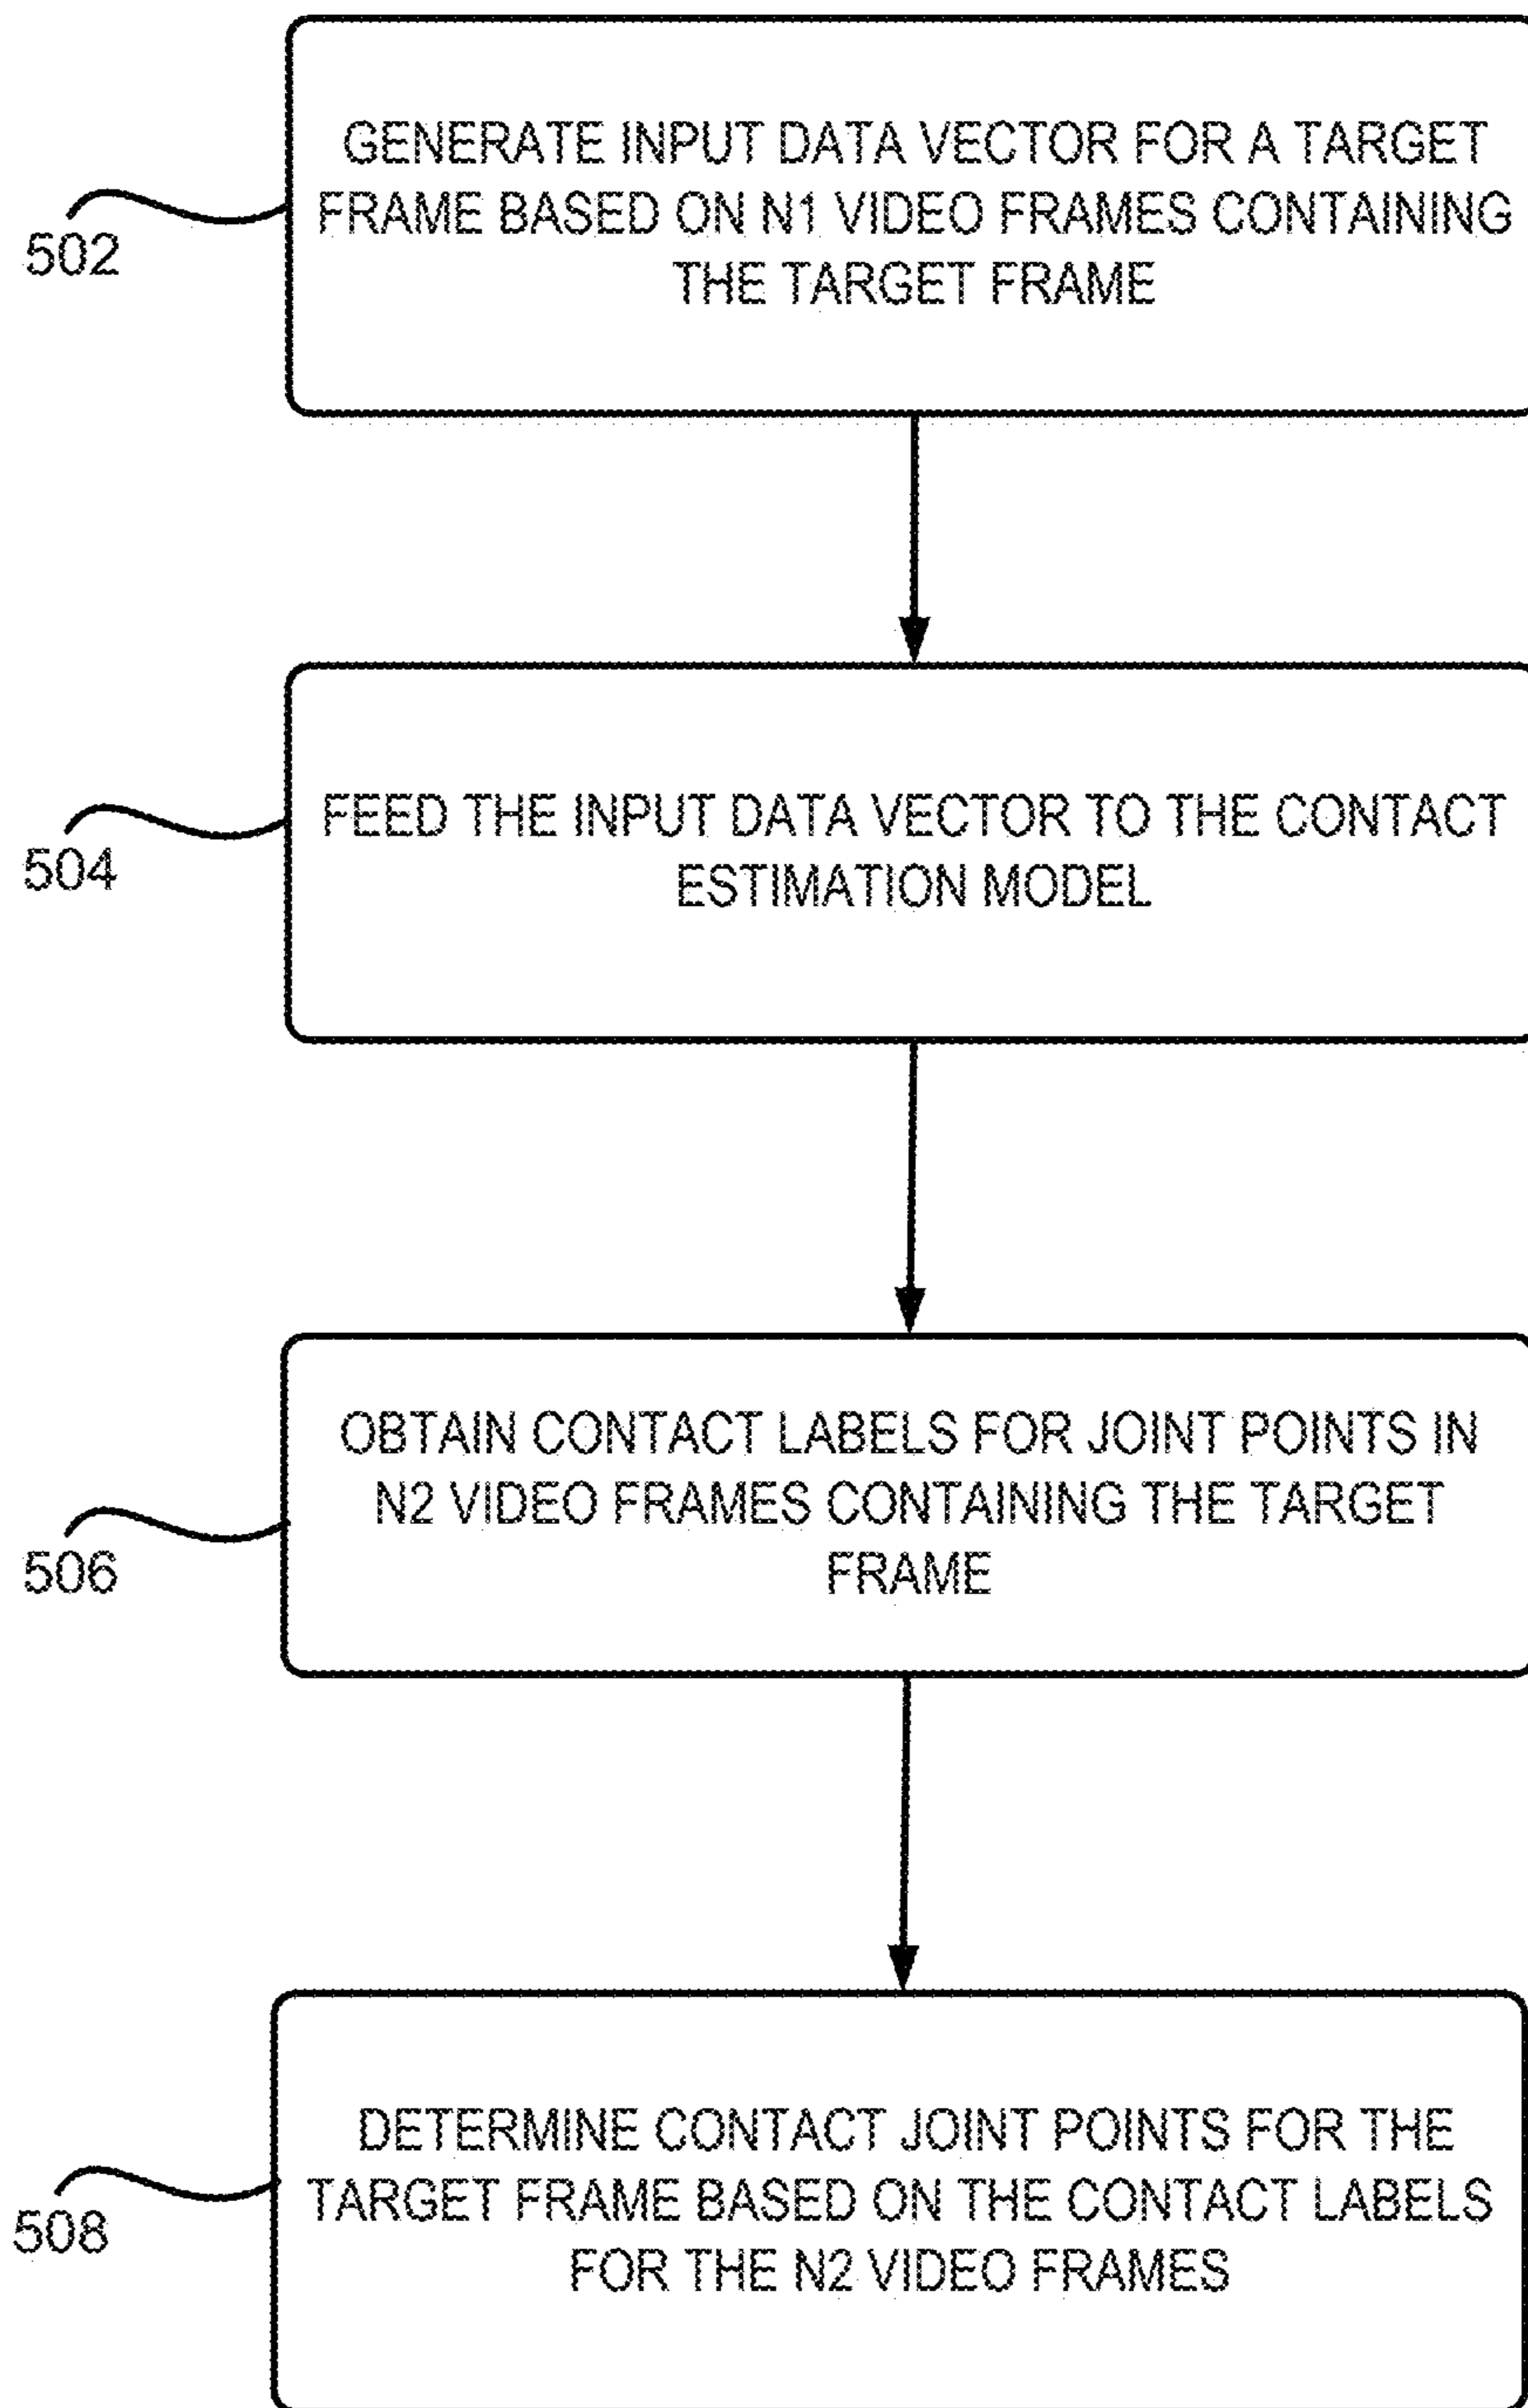 GENERATE INPUT DATA VECTOR FOR A TARGET
FRAME BASED ON N1 VIDEO FRAMES CONTAINING
THE TARGET FRAME
502
FEED THE INPUT DATA VECTOR TO THE CONTACT
ESTIMATION MODEL
504
OBTAIN CONTACT LABELS FOR JOINT POINTS IN
N2 VIDEO FRAMES CONTAINING THE TARGET
FRAME
506
DETERMINE CONTACT JOINT POINTS FOR THE
TARGET FRAME BASED ON THE CONTACT LABELS
FOR THE N2 VIDEO FRAMES
508